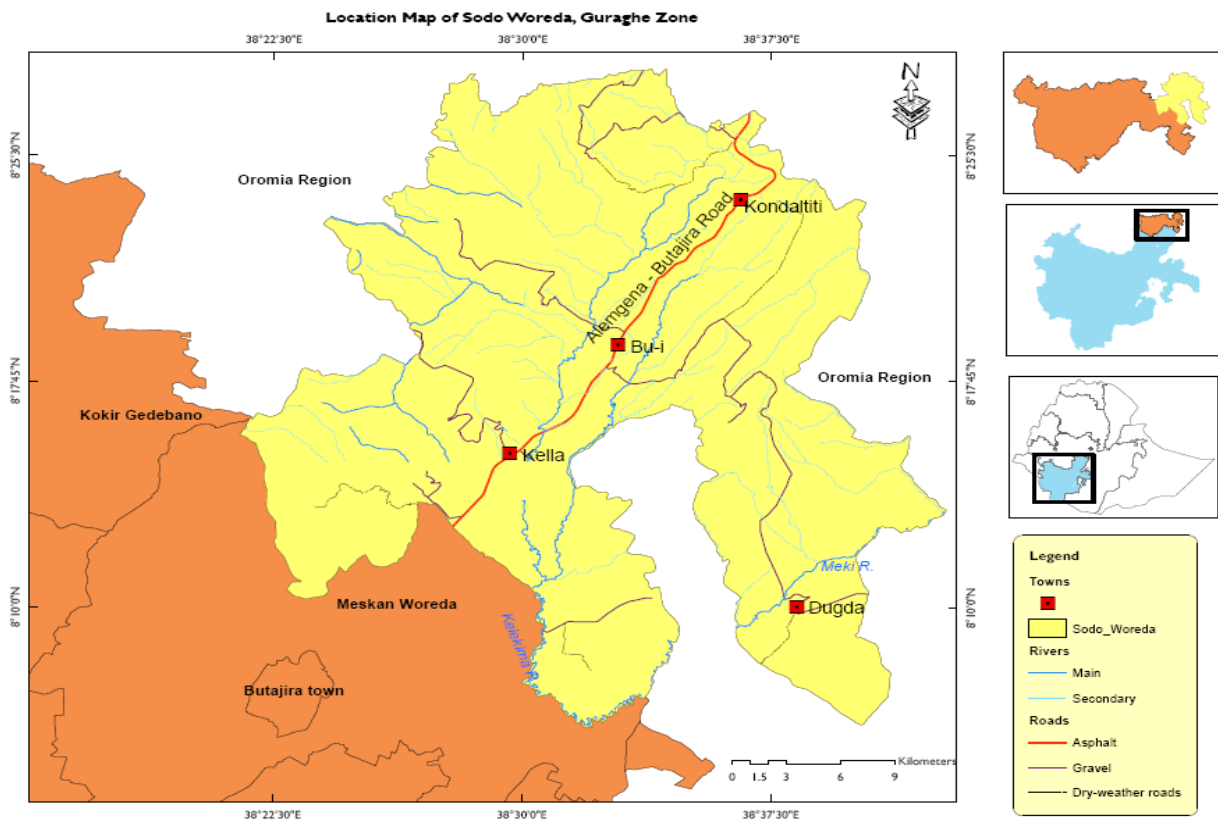 Location Map of Sodo Woreda, Guraghe Zone
38°22'30"E
38°30'0"E
38°37'30"E
N
8°25'30"N
8°25'30"N
Oromia Region
Kondaltiti
Alemgena - Butajira Road
Bu-i
8°17'45"N
8°17'45"N
Oromia Region
Kokir Gedebano
Kella
Meki R.
8°10'0"N
8°10'0"N
Meskan Woreda
Dugda
Kelekima R.
Butajira town
Kilometers
0 1.5 3 6 9
38°22'30"E
38°30'0"E
38°37'30"E
Legend
Towns
Sodo_Woreda
Rivers
Main
Secondary
Roads
Asphalt
Gravel
Dry-weather roads